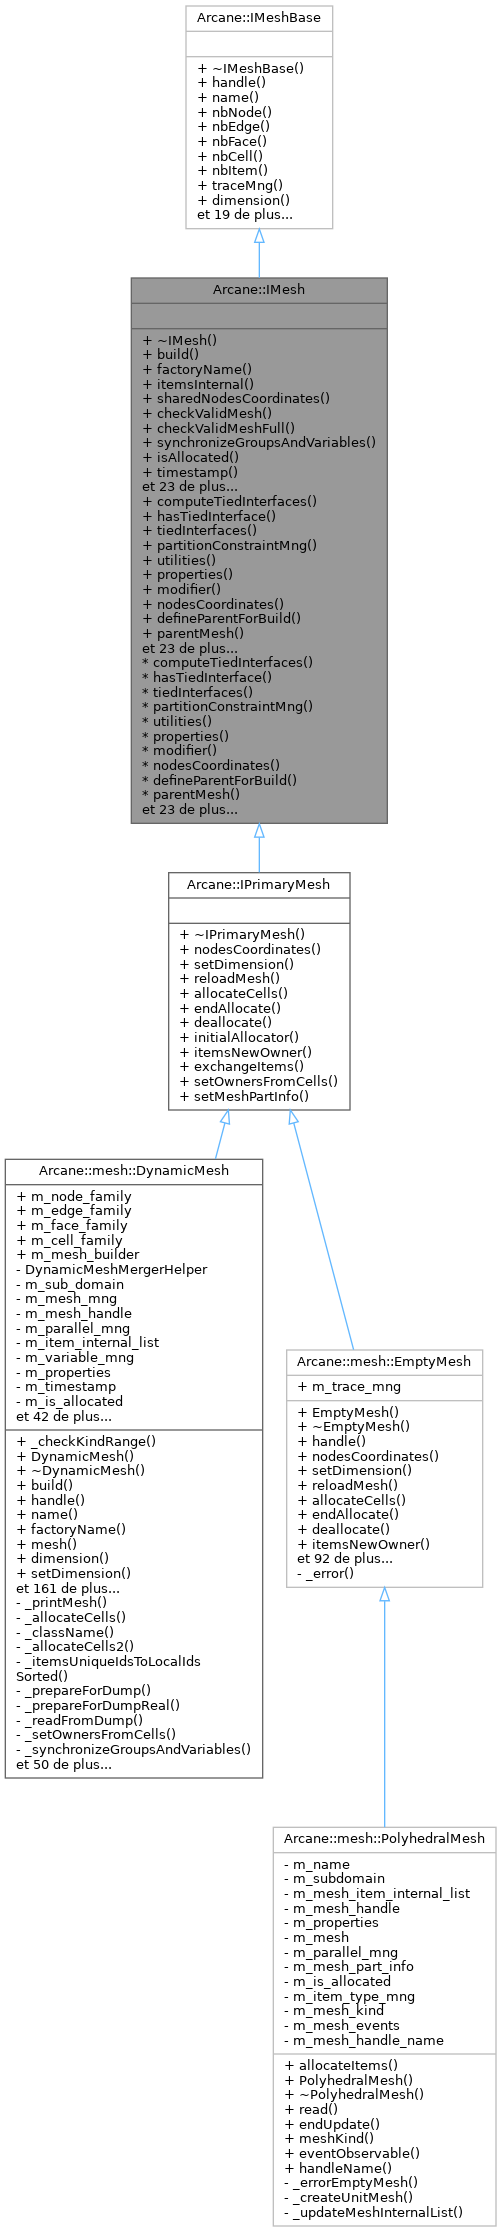 Arcane::IMeshBase
+ ~IMeshBase()
+ handle()
+ name()
+ nbNode()
+ nbEdge()
+ nbFace()
+ nbCell()
+ nbItem()
+ traceMng()
+ dimension()
et 19 de plus...
Arcane::IMesh
+ ~IMesh()
+ build()
+ factoryName()
+ itemsInternal()
+ sharedNodesCoordinates()
+ checkValidMesh()
+ checkValidMeshFull()
+ synchronizeGroupsAndVariables()
+ isAllocated()
+ timestamp()
et 23 de plus...
+ computeTiedInterfaces()
+ hasTiedInterface()
+ tiedInterfaces()
+ partitionConstraintMng()
+ utilities()
+ properties()
+ modifier()
+ nodesCoordinates()
+ defineParentForBuild()
+ parentMesh()
et 23 de plus...
* computeTiedInterfaces()
* hasTiedInterface()
* tiedInterfaces()
* partitionConstraintMng()
* utilities()
* properties()
* modifier()
* nodesCoordinates()
* defineParentForBuild()
* parentMesh()
et 23 de plus...
Arcane::IPrimaryMesh
+ ~IPrimaryMesh()
+ nodesCoordinates()
+ setDimension()
+ reloadMesh()
+ allocateCells()
+ endAllocate()
+ deallocate()
+ initialAllocator()
+ itemsNewOwner()
+ exchangeItems()
+ setOwnersFromCells()
+ setMeshPartInfo()
Arcane::mesh::DynamicMesh
+ m_node_family
+ m_edge_family
+ m_face_family
+ m_cell_family
+ m_mesh_builder
- DynamicMeshMergerHelper
- m_sub_domain
- m_mesh_mng
- m_mesh_handle
- m_parallel_mng
- m_item_internal_list
- m_variable_mng
- m_properties
- m_timestamp
- m_is_allocated
et 42 de plus...
+ _checkKindRange()
+ DynamicMesh()
+ ~DynamicMesh()
+ build()
+ handle()
+ name()
+ factoryName()
+ mesh()
+ dimension()
+ setDimension()
et 161 de plus...
- _printMesh()
- _allocateCells()
- _className()
- _allocateCells2()
- _itemsUniqueIdsToLocalIds
Sorted()
- _prepareForDump()
- _prepareForDumpReal()
- _readFromDump()
- _setOwnersFromCells()
- _synchronizeGroupsAndVariables()
et 50 de plus...
Arcane::mesh::EmptyMesh
+ m_trace_mng
+ EmptyMesh()
+ ~EmptyMesh()
+ handle()
+ nodesCoordinates()
+ setDimension()
+ reloadMesh()
+ allocateCells()
+ endAllocate()
+ deallocate()
+ itemsNewOwner()
et 92 de plus...
- _error()
Arcane::mesh::PolyhedralMesh
- m_name
- m_subdomain
- m_mesh_item_internal_list
- m_mesh_handle
- m_properties
- m_mesh
- m_parallel_mng
- m_mesh_part_info
- m_is_allocated
- m_item_type_mng
- m_mesh_kind
- m_mesh_events
- m_mesh_handle_name
+ allocateItems()
+ PolyhedralMesh()
+ ~PolyhedralMesh()
+ read()
+ endUpdate()
+ meshKind()
+ eventObservable()
+ handleName()
- _errorEmptyMesh()
- _createUnitMesh()
- _updateMeshInternalList()